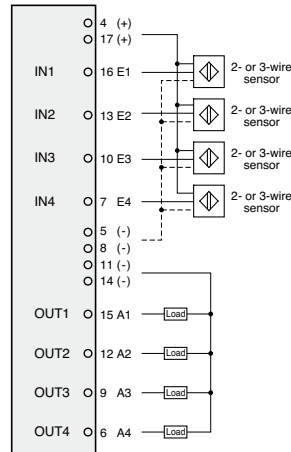 4 (+)
17 (+)
IN1 16 E1 2- or 3-wire
sensor
IN2 13 E2 2- or 3-wire
sensor
IN3 10 E3 2- or 3-wire
sensor
IN4 7 E4 2- or 3-wire
sensor
5 (-)
8 (-)
11 (-)
14 (-)
OUT1 15 A1 Load
OUT2 12 A2 Load
OUT3 9 A3 Load
OUT4 6 A4 Load